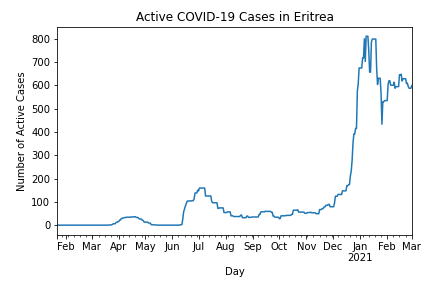 Active COVID-19 Cases in Eritrea
Number of Active Cases
800
700
600
500
400
300
200
100
0
Feb Mar Apr May Jun Jul Aug Sep Oct Nov Dec Jan Feb Mar
2021
Day